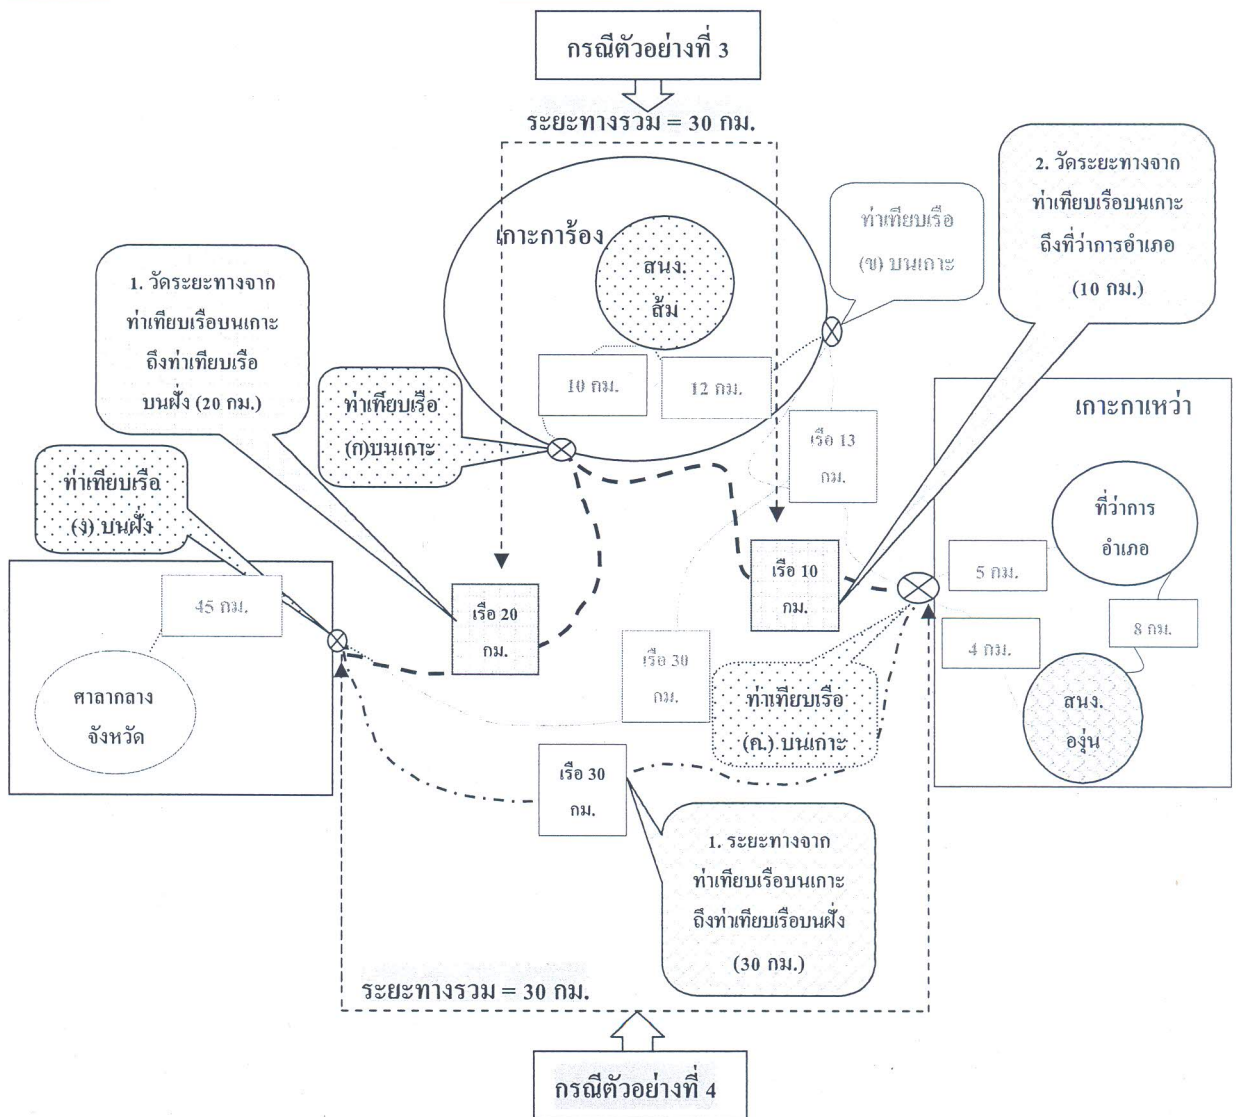 กรณีตัวอย่างที่ 3
ระยะทางรวม = 30 กม.
2. วัดระยะทางจาก
ท่าเทียบเรือบนเกาะ
ถึงที่ว่าการอำเภอ
(10 กม.)
ท่าเทียบเรือ
(ข) บนเกาะ
เกาะการ้อง
สนง.
ส้ม
1. วัดระยะทางจาก
ท่าเทียบเรือบนเกาะ
ถึงท่าเทียบเรือ
บนฝั่ง (20 กม.)
10 กม.
12 กม.
ท่าเทียบเรือ
(ก)บนเกาะ
เกาะกาเหว่า
เรือ 13
กม.
ท่าเทียบเรือ
(ง) บนฝั่ง
ที่ว่าการ
อำเภอ
เรือ 10
กม.
5 กม.
45 กม.
เรือ 20
กม.
8 กม.
4 กม.
เรือ 30
กม.
ท่าเทียบเรือ
(ค.) บนเกาะ
ศาลากลาง
จังหวัด
สนง.
องุ่น
เรือ 30
กม.
1. ระยะทางจาก
ท่าเทียบเรือบนเกาะ
ถึงท่าเทียบเรือบนฝั่ง
(30 กม.)
ระยะทางรวม = 30 กม.
กรณีตัวอย่างที่ 4